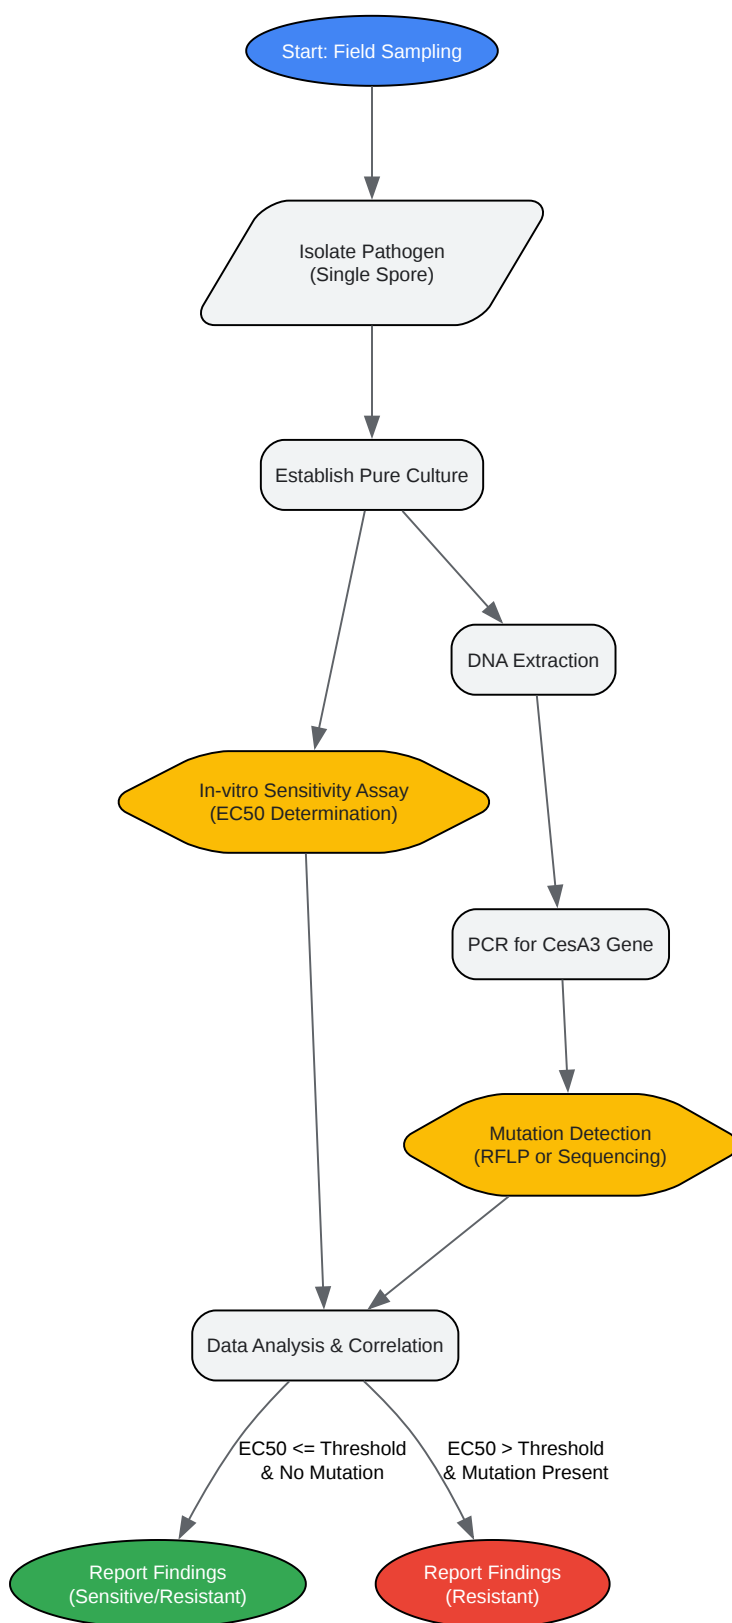 Start: Field Sampling
Isolate Pathogen
(Single Spore)
Establish Pure Culture
DNA Extraction
In-vitro Sensitivity Assay
(EC50 Determination)
PCR for CesA3 Gene
Mutation Detection
(RFLP or Sequencing)
Data Analysis & Correlation
EC50 <= Threshold
& No Mutation
EC50 > Threshold
& Mutation Present
Report Findings
(Sensitive/Resistant)
Report Findings
(Resistant)